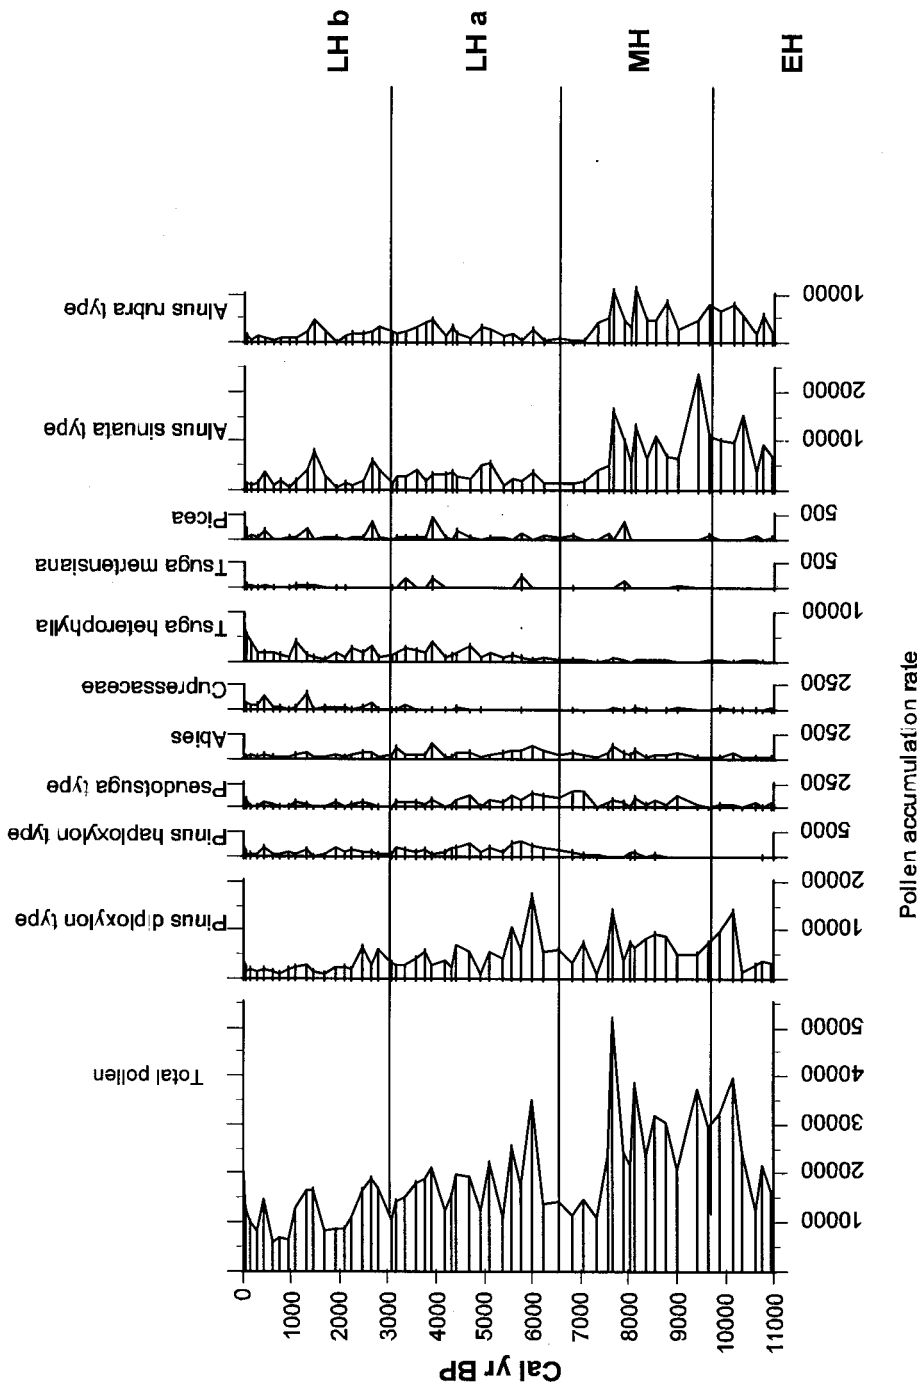 LH b
LH a
MH
EH
Alnus rubra type
10000
Alnus sinuata type
10000
20000
Picea
500
Tsuga mertensiana
500
Tsuga heterophylla
10000
Cupressaceae
2500
Abies
2500
Pseudotsuga type
2500
Pinus haploxylon type
5000
Pinus diploxylon type
10000
20000
Total pollen
10000
20000
30000
40000
50000
0
1000
2000
3000
4000
5000
6000
7000
8000
9000
10000
11000
Cal yr BP
Pollen accumulation rate